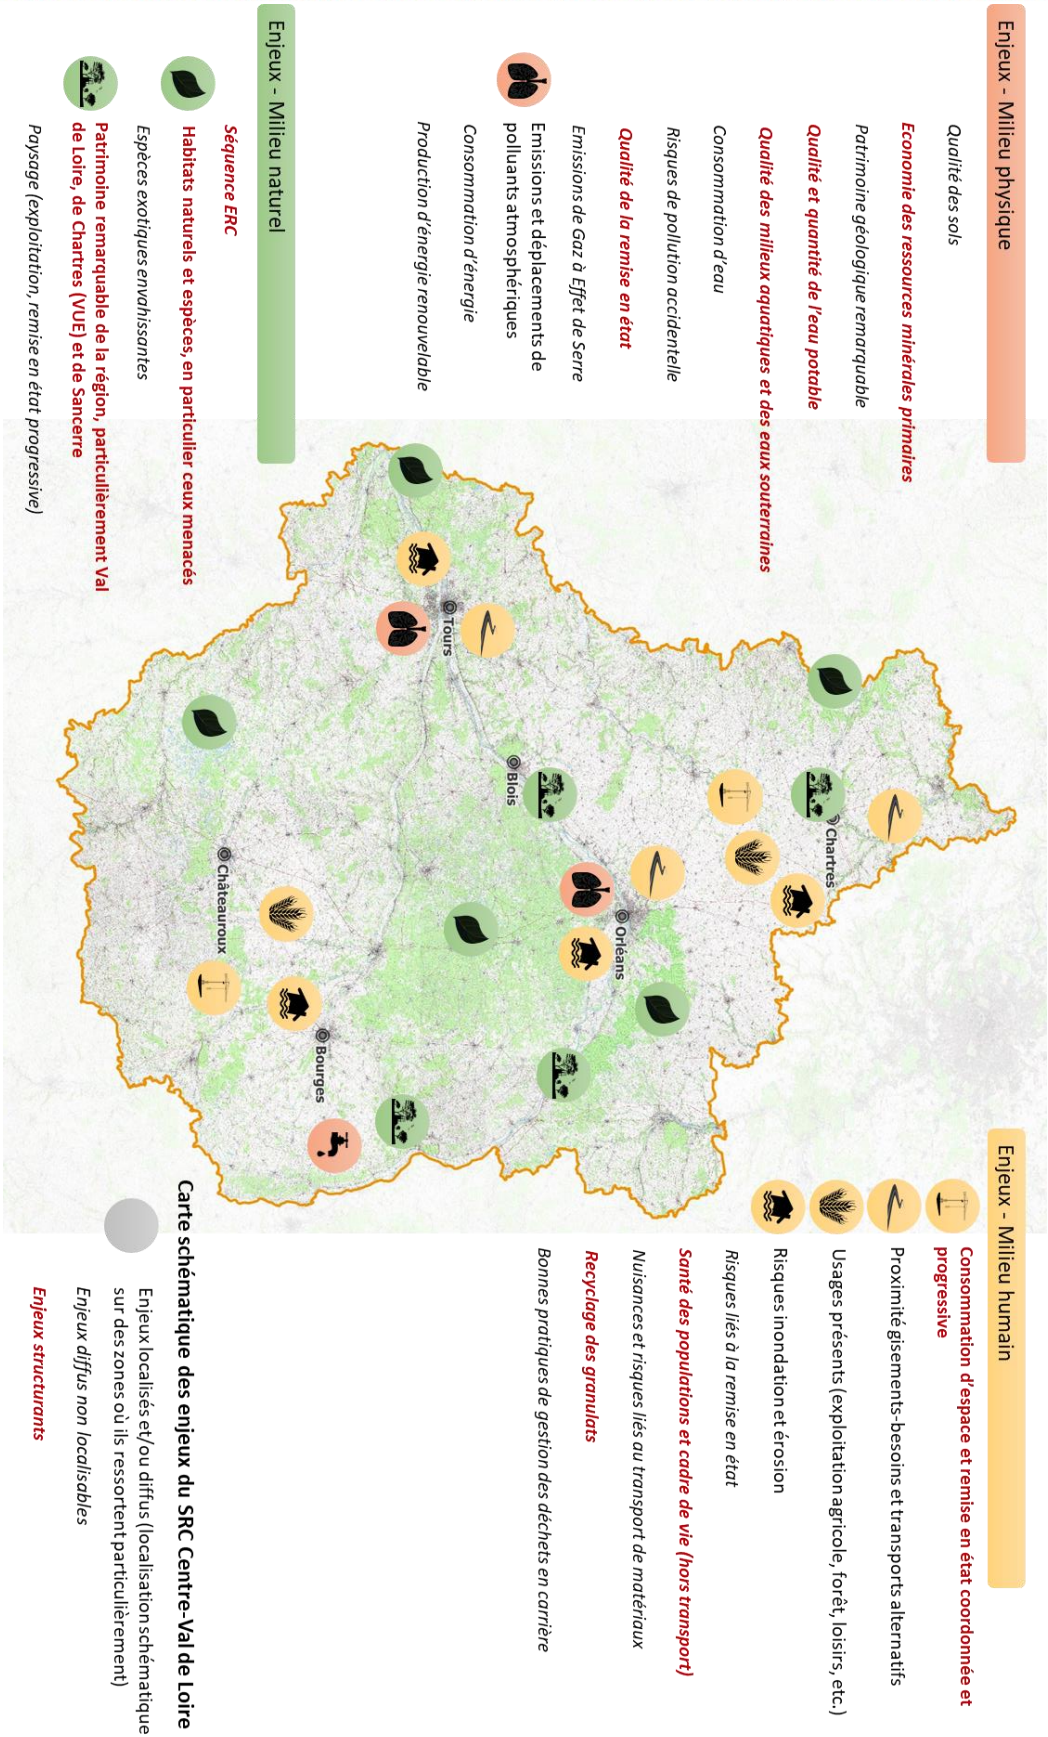 Enjeux - Milieu physique
Qualité des sols
Economie des ressources minérales primaires
Patrimoine géologique remarquable
Qualité et quantité de l'eau potable
Qualité des milieux aquatiques et des eaux souterraines
Consommation d'eau
Risques de pollution accidentelle
Qualité de la remise en état
Emissions de Gaz à Effet de Serre
Emissions et déplacements de
polluants atmosphériques
Consommation d'énergie
Production d'énergie renouvelable
Enjeux - Milieu naturel
Séquence ERC
Habitats naturels et espèces, en particulier ceux menacés
Espèces exotiques envahissantes
Patrimoine remarquable de la région, particulièrement Val
de Loire, de Chartres (VUE) et de Sancerre
Paysage (exploitation, remise en état progressive)
Chartres
Orléans
Blois
Tours
Bourges
Châteauroux
Enjeux - Milieu humain
Consommation d'espace et remise en état coordonnée et
progressive
Proximité gisements-besoins et transports alternatifs
Usages présents (exploitation agricole, forêt, loisirs, etc.)
Risques inondation et érosion
Risques liés à la remise en état
Santé des populations et cadre de vie (hors transport)
Nuisances et risques liés au transport de matériaux
Recyclage des granulats
Bonnes pratiques de gestion des déchets en carrière
Carte schématique des enjeux du SRC Centre-Val de Loire
Enjeux localisés et/ou diffus (localisation schématique
sur des zones où ils ressortent particulièrement)
Enjeux diffus non localisables
Enjeux structurants